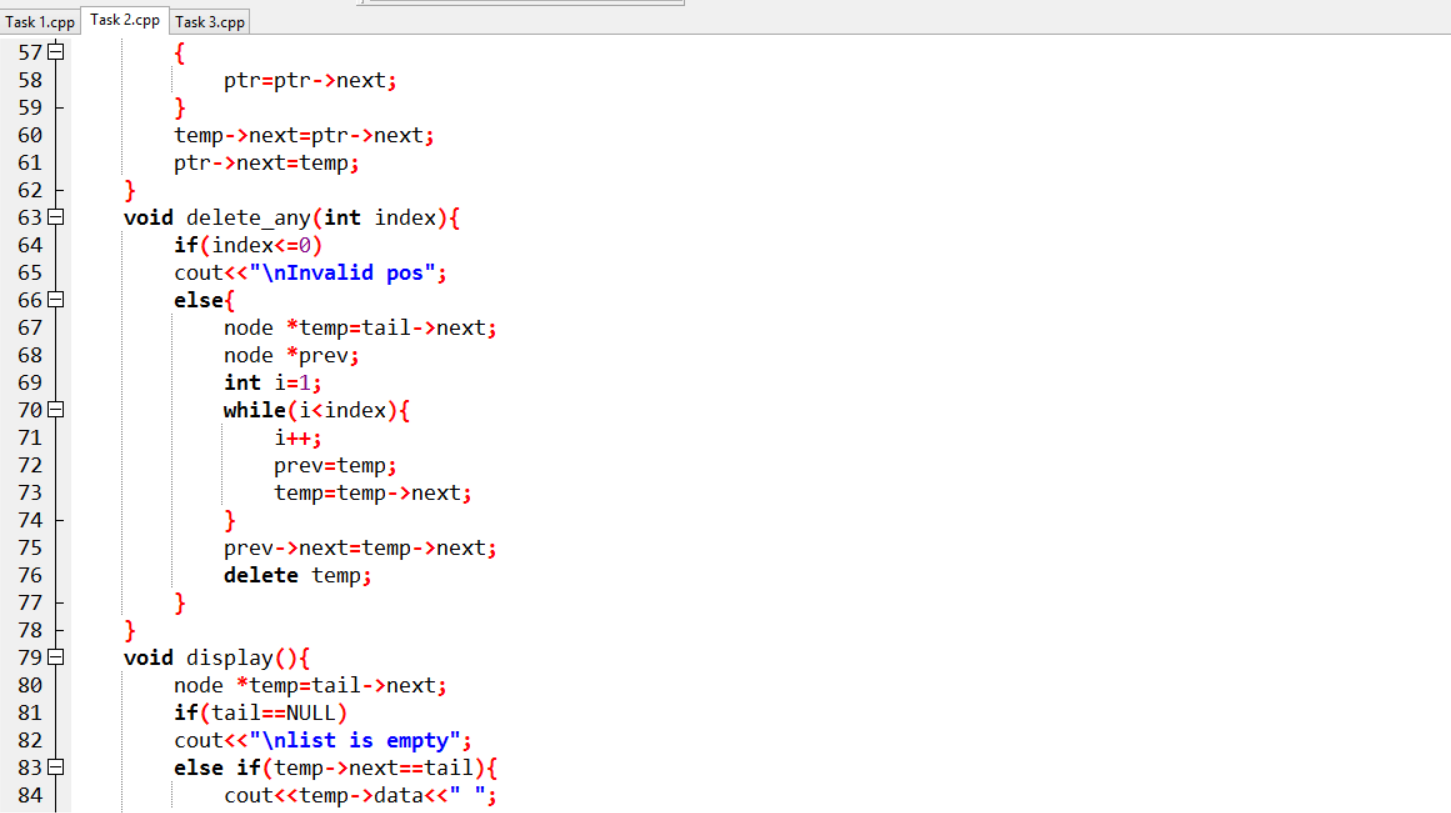 Task 1.cpp Task 2.cpp Task 3.cpp
57 {
58 ptr=ptr->next;
59 }
60 temp->next=ptr->next;
61 ptr->next=temp;
62 }
63 void delete_any(int index){
64 if(index<=0)
65 cout<<"\nInvalid pos";
66 else{
67 node *temp=tail->next;
68 node *prev;
69 int i=1;
70 while(i<index){
71 i++;
72 prev=temp;
73 temp=temp->next;
74 }
75 prev->next=temp->next;
76 delete temp;
77 }
78 }
79 void display(){
80 node *temp=tail->next;
81 if(tail==NULL)
82 cout<<"\nlist is empty";
83 else if(temp->next==tail){
84 cout<<temp->data<<" ";